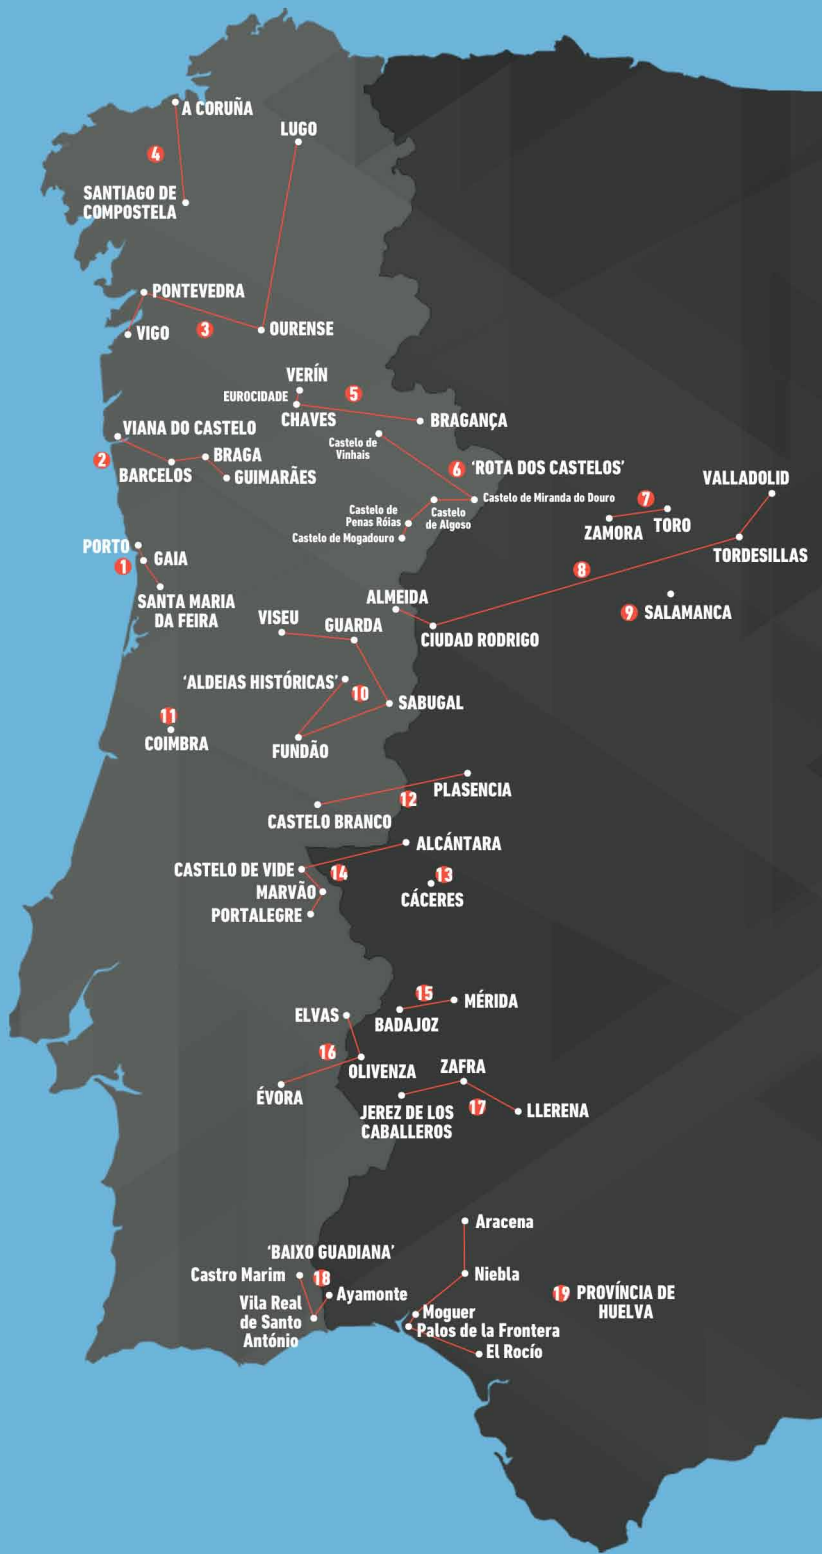 A CORUÑA
LUGO
4
SANTIAGO DE
COMPOSTELA
PONTEVEDRA
VIGO
3
OURENSE
VERÍN
5
EUROCIDADE
CHAVES
BRAGANÇA
VIANA DO CASTELO
Castelo de
Vinhais
2
BARCELOS
BRAGA
GUIMARÃES
6 'ROTA DOS CASTELOS'
Castelo de Miranda do Douro
Castelo
de Algoso
Castelo de
Penas Róias
Castelo de Mogadouro
VALLADOLID
7
ZAMORA
TORO
TORDESILLAS
8
PORTO
1
GAIA
SANTA MARIA
DA FEIRA
ALMEIDA
CIUDAD RODRIGO
9 SALAMANCA
VISEU
GUARDA
'ALDEIAS HISTÓRICAS'
10
SABUGAL
FUNDÃO
11
COIMBRA
PLASENCIA
12
CASTELO BRANCO
ALCÁNTARA
CASTELO DE VIDE
14
MARVÃO
PORTALEGRE
13
CÁCERES
15
MÉRIDA
BADAJOZ
ELVAS
16
OLIVENZA
ÉVORA
ZAFRA
JEREZ DE LOS
CABALLEROS
17
LLERENA
Aracena
'BAIXO GUADIANA'
Castro Marim
18
Ayamonte
Vila Real
de Santo
António
Niebla
Moguer
Palos de la Frontera
El Rocío
19 PROVÍNCIA DE
HUELVA